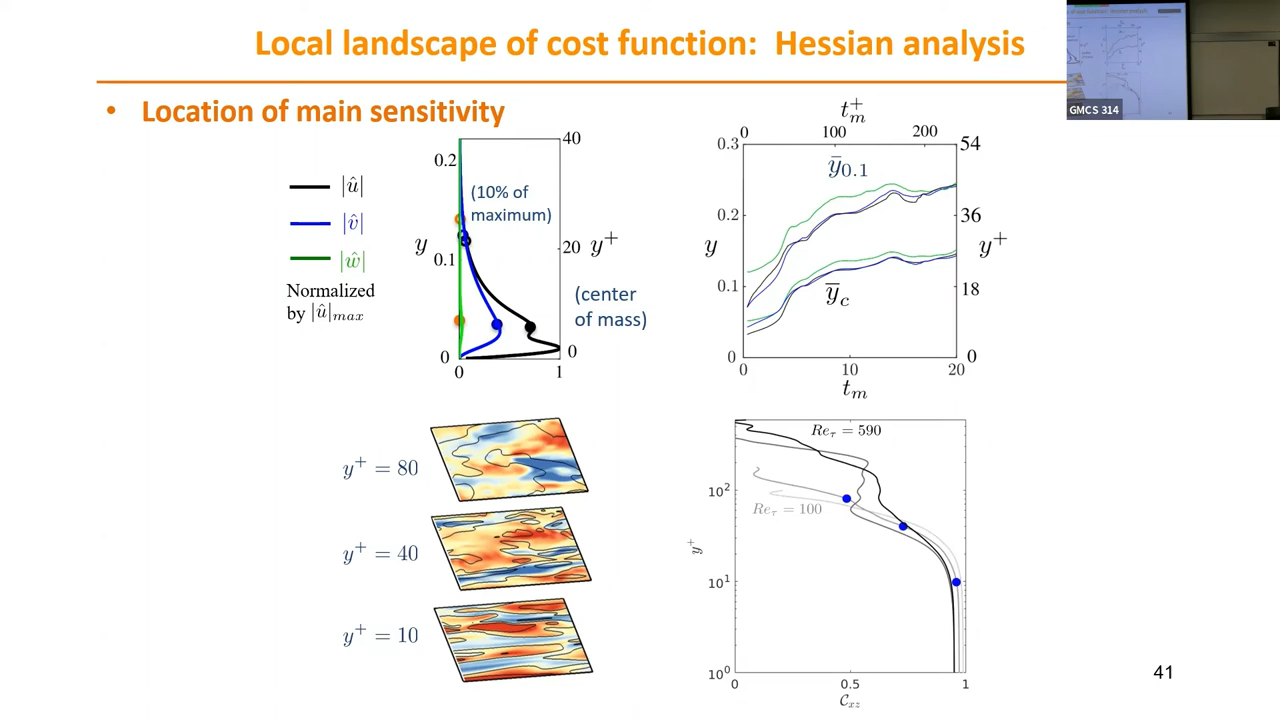 Local landscape of cost function: Hessian analysis
GMCS 314
• Location of main sensitivity
|û|
|v̂|
|ŵ|
Normalized
by |û|max
0.2
0.1
0
y
40
20
0
y⁺
0 1
(10% of
maximum)
(center
of mass)
t⁺ₘ
0 100 200
0.3
0.2
0.1
0
y
54
36
18
0
y⁺
ȳ0.1
ȳc
0 10 20
tₘ
y⁺ = 80
y⁺ = 40
y⁺ = 10
Reτ = 590
Reτ = 100
10²
10¹
10⁰
y⁺
0 0.5 1
𝒞xz
41